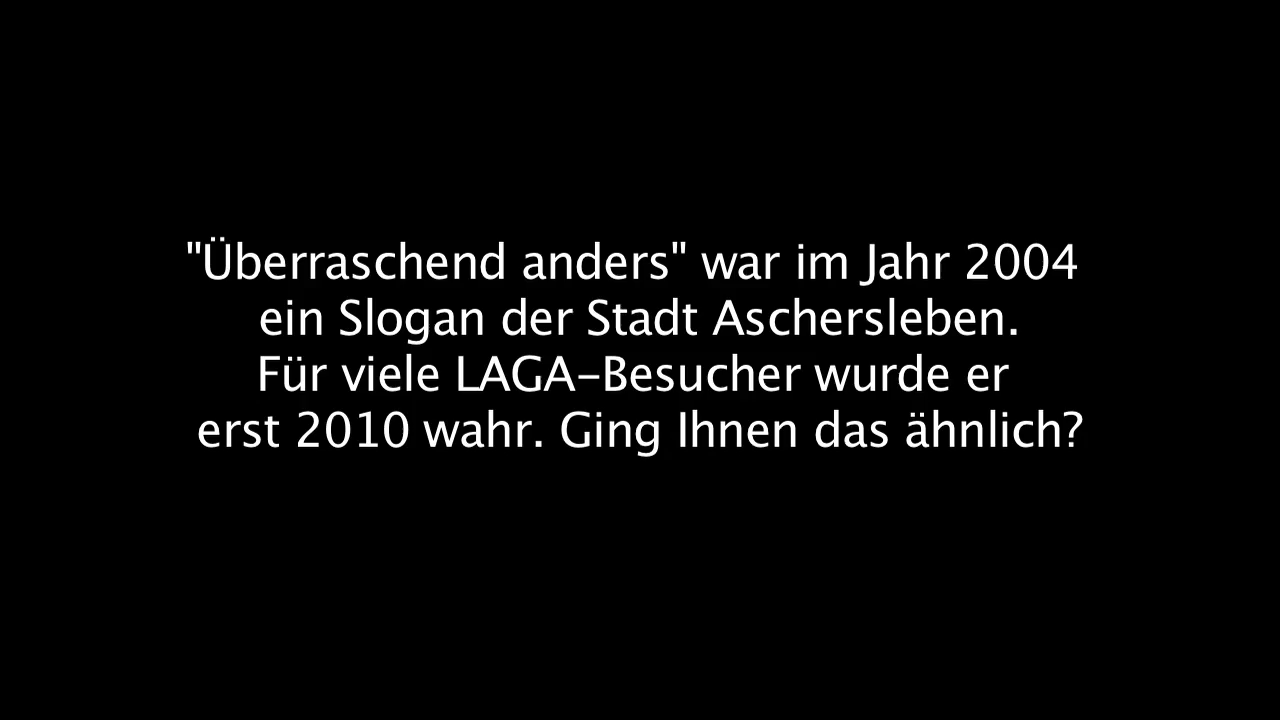 "Überraschend anders" war im Jahr 2004
ein Slogan der Stadt Aschersleben.
Für viele LAGA-Besucher wurde er
erst 2010 wahr. Ging Ihnen das ähnlich?